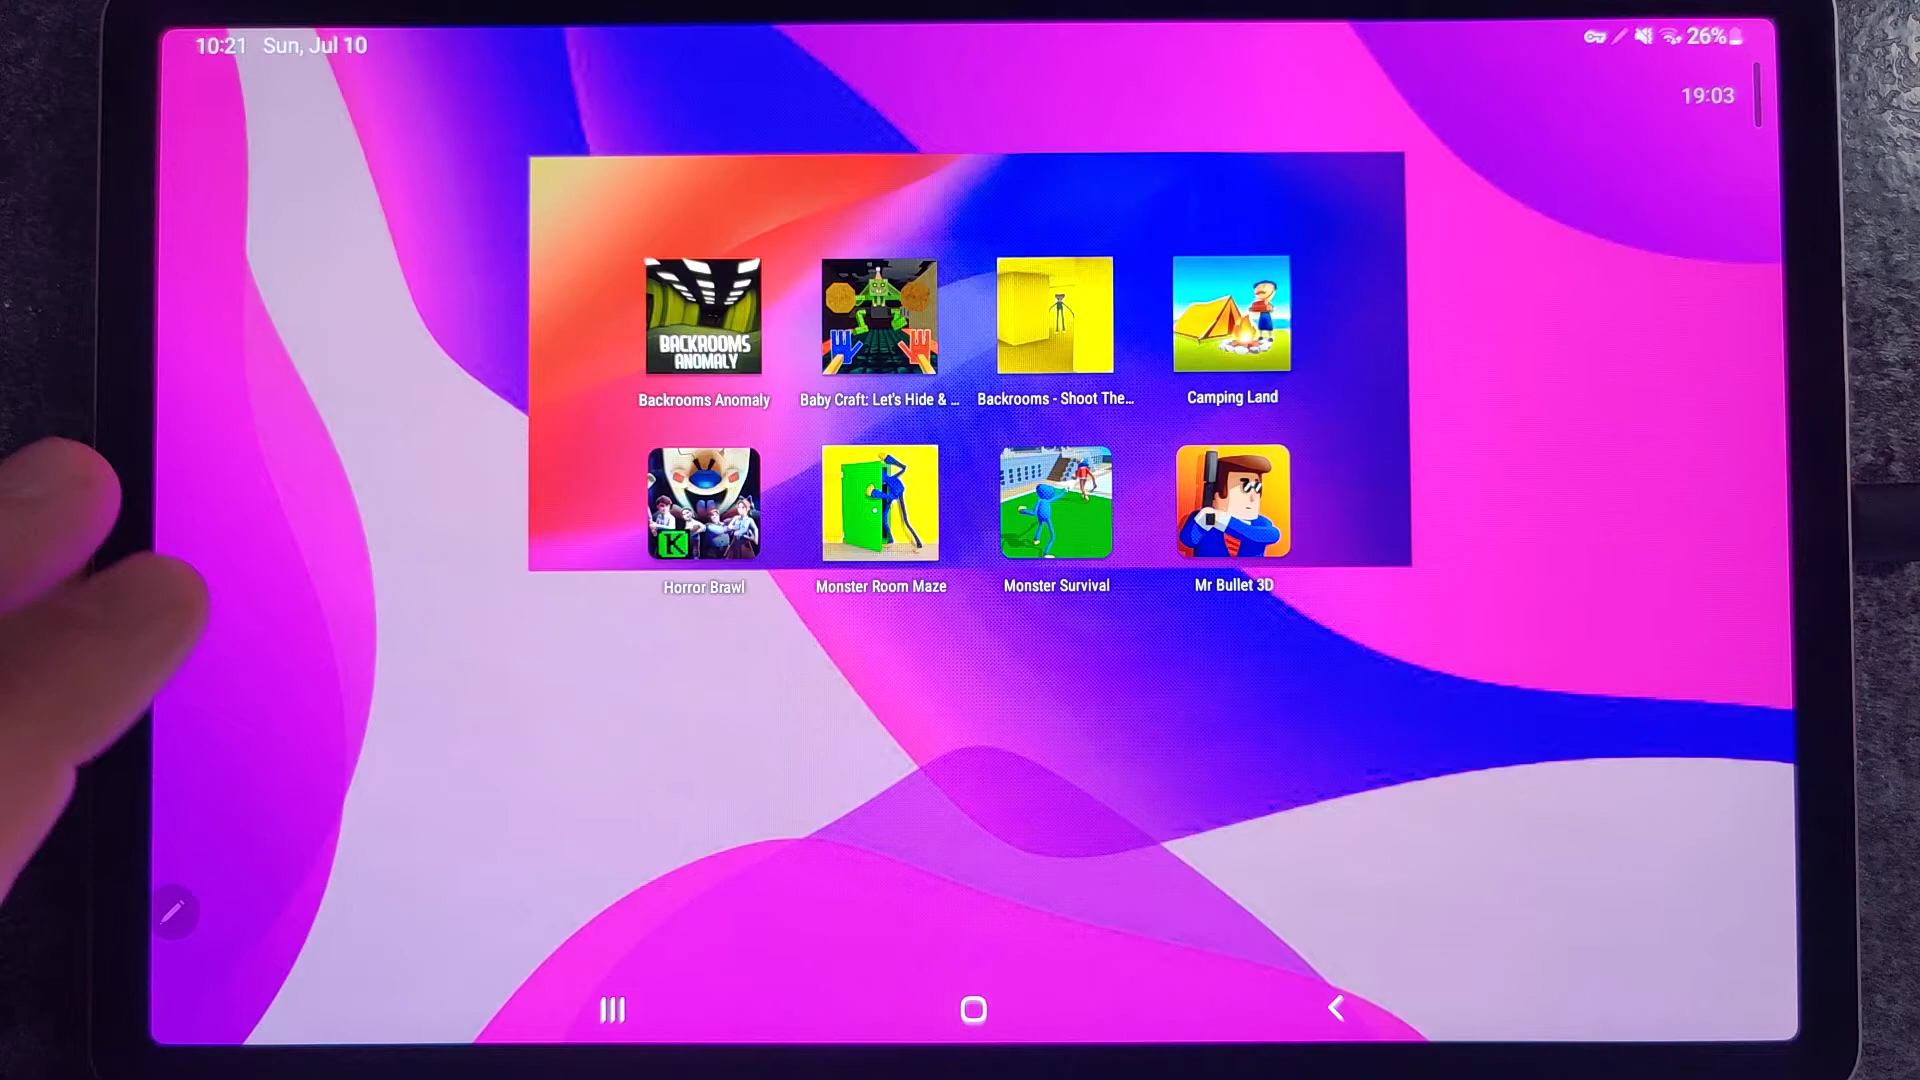 10:21 Sun, Jul 10
26%
19:03
BACKROOMS
ANOMALY
Backrooms Anomaly
Baby Craft: Let's Hide & ...
Backrooms - Shoot The...
Camping Land
K
Horror Brawl
Monster Room Maze
Monster Survival
Mr Bullet 3D